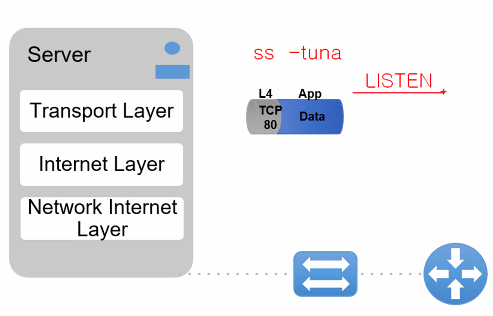 Server
Transport Layer
Internet Layer
Network Internet
Layer
ss -tuna
LISTEN
L4 App
TCP
80
Data